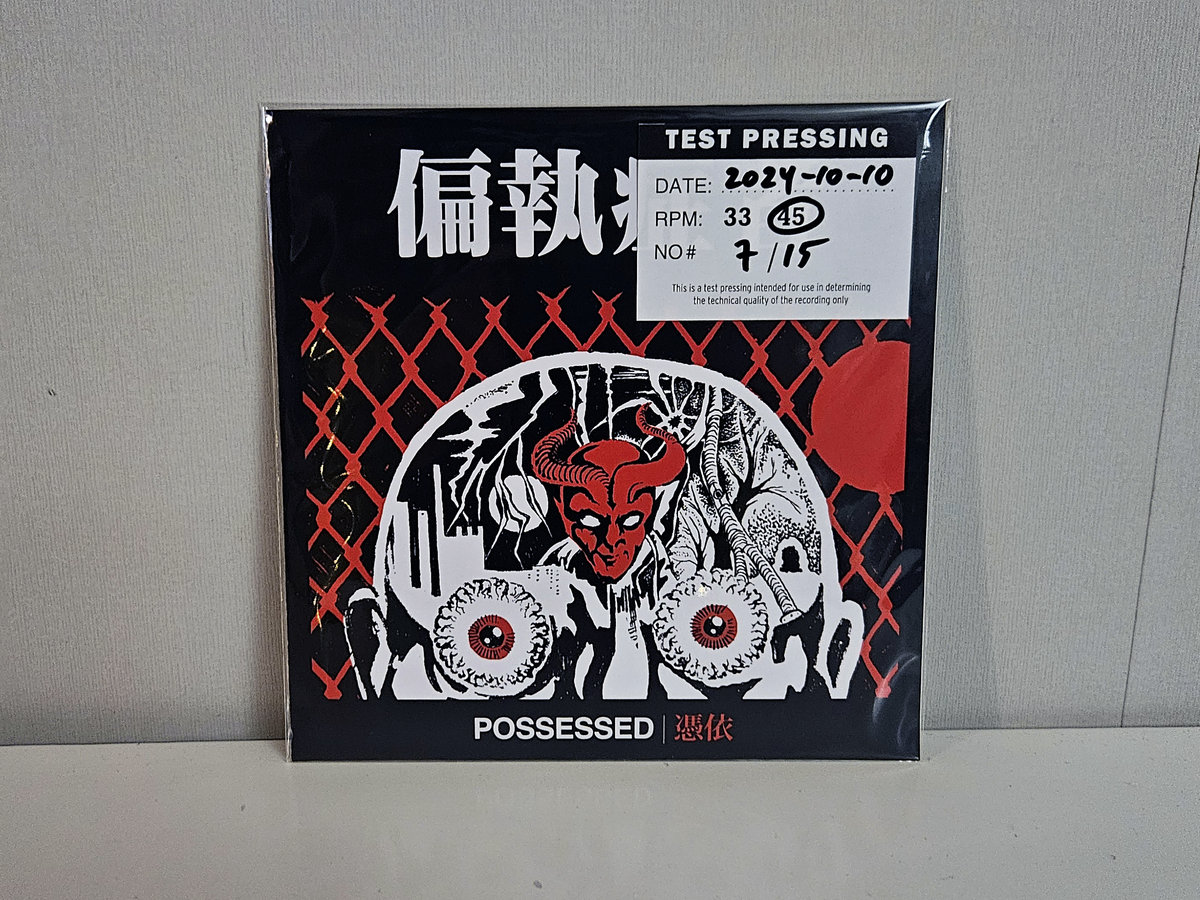 偏執
TEST PRESSING
DATE: 2024-10-10
RPM: 33 45
NO# 7/15
This is a test pressing intended for use in determining
the technical quality of the recording only
POSSESSED | 憑依